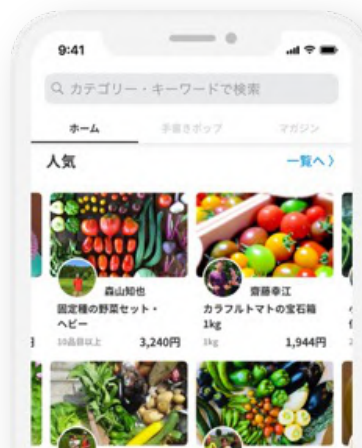 9:41
カテゴリー・キーワードで検索
ホーム
手書きポップ
マガジン
人気
一覧へ
森山知也
齋藤幸江
固定種の野菜セット・
ヘビー
カラフルトマトの宝石箱
1kg
10品目以上
3,240円
1kg
1,944円
円